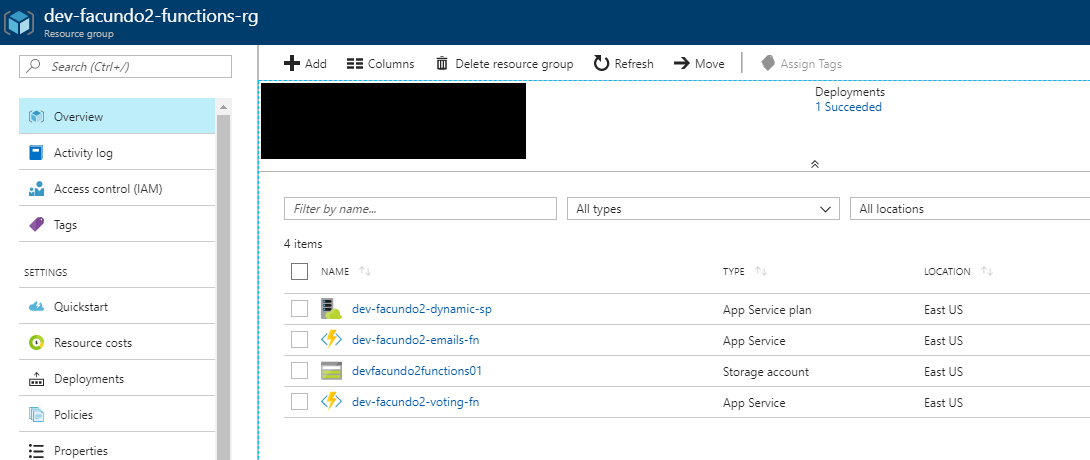 dev-facundo2-functions-rg
Resource group
Search (Ctrl+/)
Overview
Activity log
Access control (IAM)
Tags
SETTINGS
Quickstart
Resource costs
Deployments
Policies
Properties
Add Columns Delete resource group Refresh Move Assign Tags
Deployments
1 Succeeded
Filter by name... All types All locations
4 items
NAME TYPE LOCATION
dev-facundo2-dynamic-sp App Service plan East US
dev-facundo2-emails-fn App Service East US
devfacundo2functions01 Storage account East US
dev-facundo2-voting-fn App Service East US